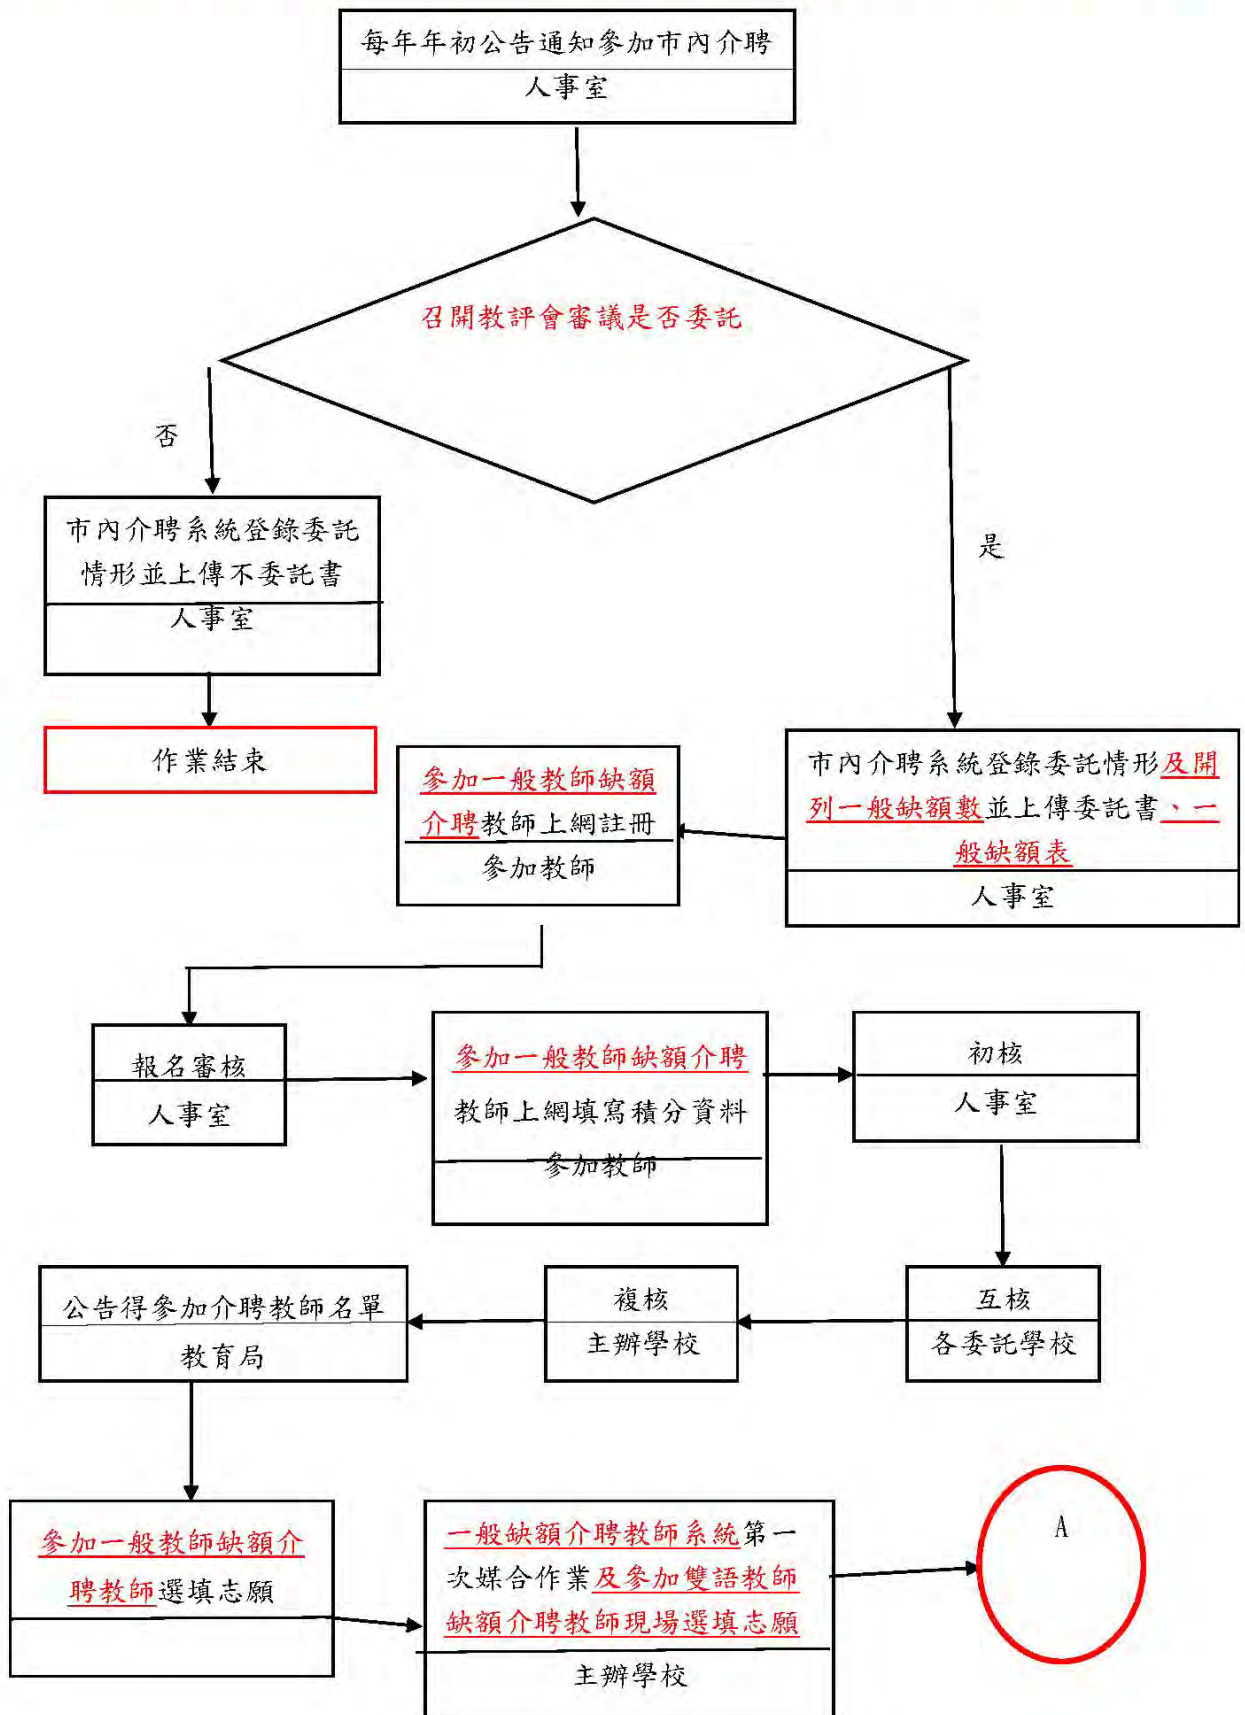 每年年初公告通知參加市內介聘
人事室
召開教評會審議是否委託
否
是
市內介聘系統登錄委託
情形並上傳不委託書
人事室
作業結束
市內介聘系統登錄委託情形及開
列一般缺額數並上傳委託書、一
般缺額表
人事室
參加一般教師缺額
介聘教師上網註冊
參加教師
報名審核
人事室
參加一般教師缺額介聘
教師上網填寫積分資料
參加教師
初核
人事室
互核
各委託學校
複核
主辦學校
公告得參加介聘教師名單
教育局
參加一般教師缺額介
聘教師選填志願
一般缺額介聘教師系統第一
次媒合作業及參加雙語教師
缺額介聘教師現場選填志願
主辦學校
A